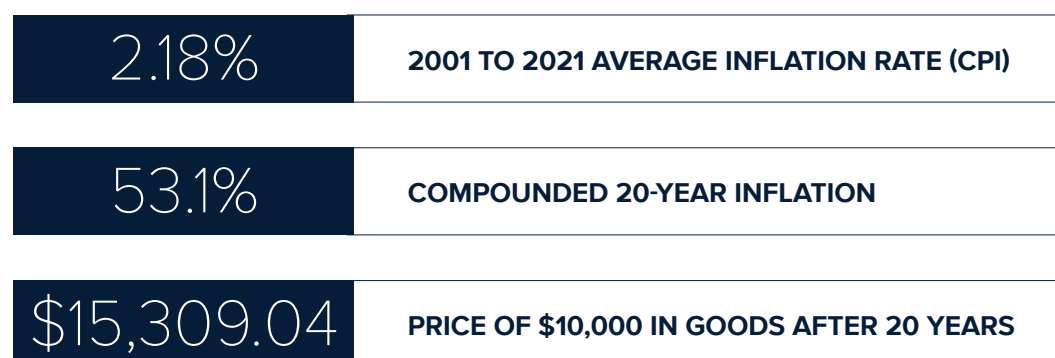 2.18%
2001 TO 2021 AVERAGE INFLATION RATE (CPI)
53.1%
COMPOUNDED 20-YEAR INFLATION
$15,309.04
PRICE OF $10,000 IN GOODS AFTER 20 YEARS